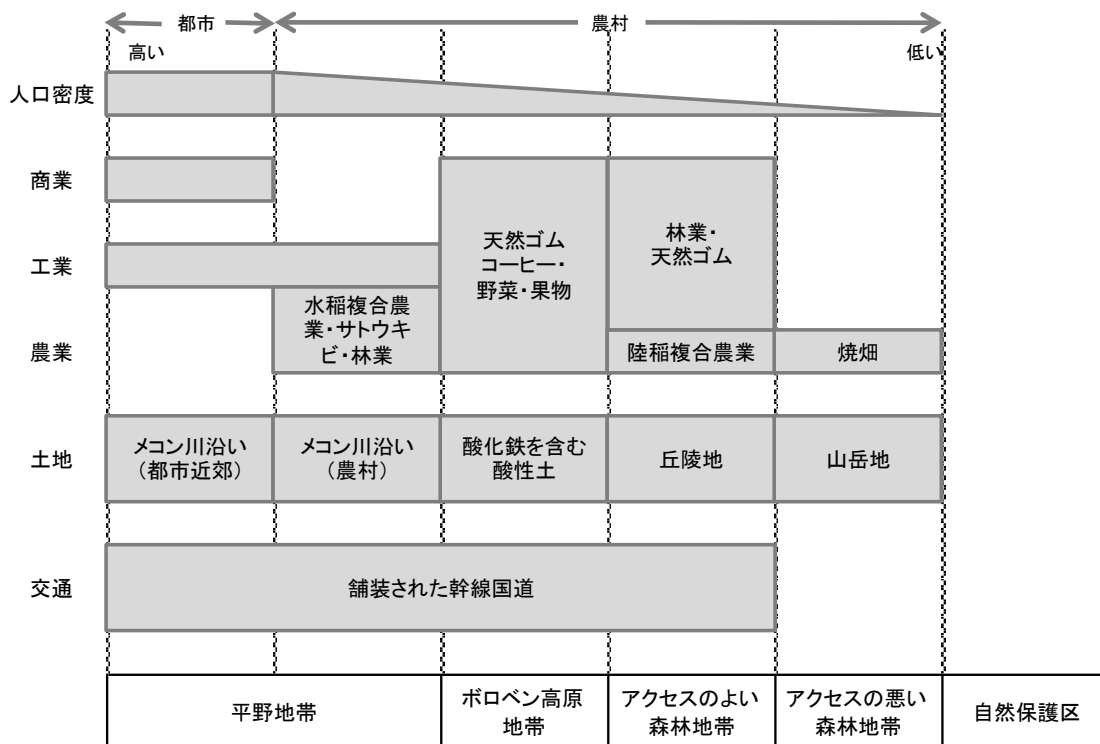 都市
農村
高い
低い
人口密度
商業
工業
天然ゴム
コーヒー・
野菜・果物
林業・
天然ゴム
農業
水稲複合農
業・サトウキ
ビ・林業
陸稲複合農業
焼畑
土地
メコン川沿い
（都市近郊）
メコン川沿い
（農村）
酸化鉄を含む
酸性土
丘陵地
山岳地
交通
舗装された幹線国道
平野地帯
ボロベン高原
地帯
アクセスのよい
森林地帯
アクセスの悪い
森林地帯
自然保護区